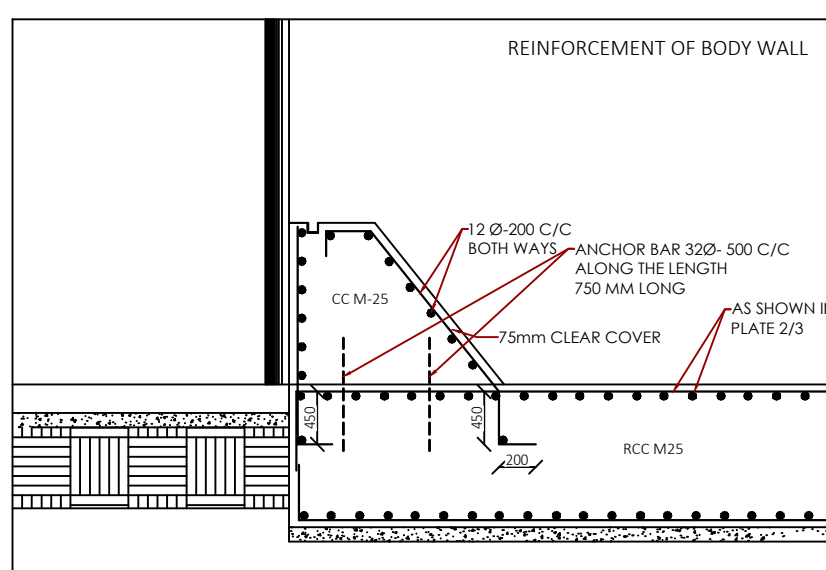 REINFORCEMENT OF BODY WALL
12 Ø-200 C/C
BOTH WAYS
ANCHOR BAR 32Ø- 500 C/C
ALONG THE LENGTH
750 MM LONG
CC M-25
AS SHOWN
PLATE 2/3
75mm CLEAR COVER
450
450
200
RCC M25